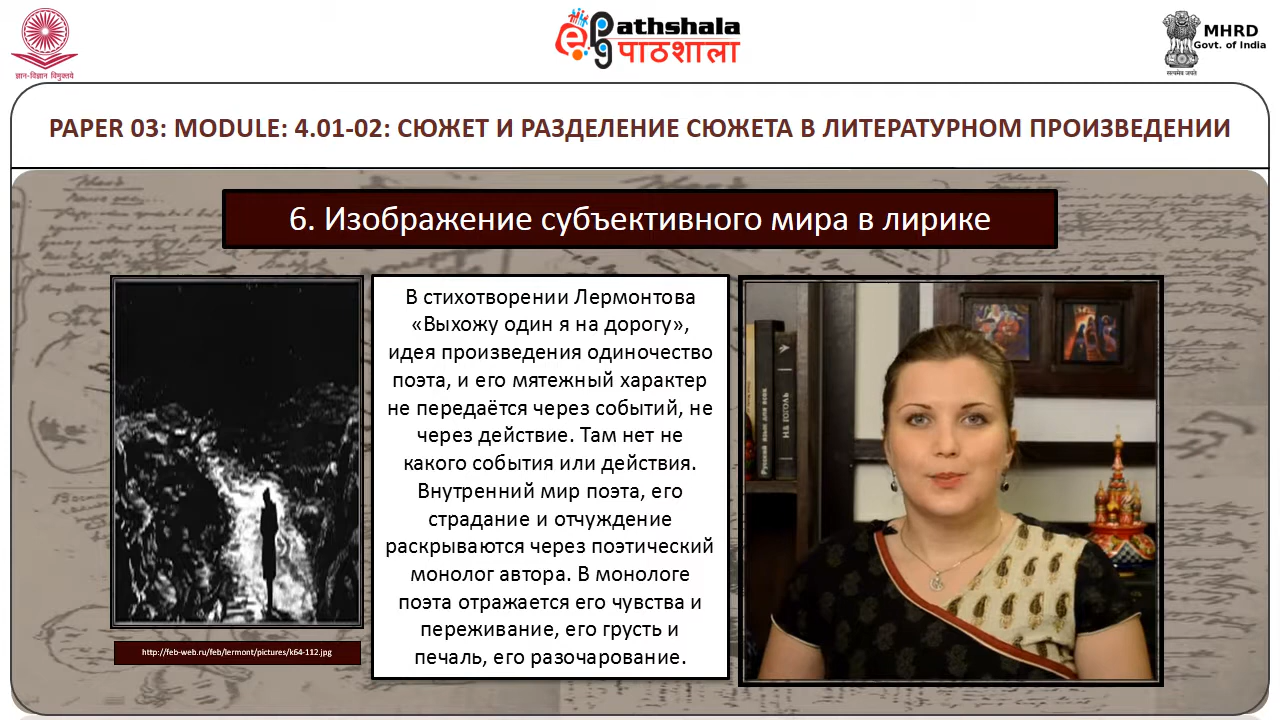 ज्ञान-विज्ञान विमुक्तये
ePathshala
पाठशाला
MHRD
Govt. of India
सत्यमेव जयते
PAPER 03: MODULE: 4.01-02: СЮЖЕТ И РАЗДЕЛЕНИЕ СЮЖЕТА В ЛИТЕРАТУРНОМ ПРОИЗВЕДЕНИИ
6. Изображение субъективного мира в лирике
В стихотворении Лермонтова
«Выхожу один я на дорогу»,
идея произведения одиночество
поэта, и его мятежный характер
не передаётся через событий, не
через действие. Там нет не
какого события или действия.
Внутренний мир поэта, его
страдание и отчуждение
раскрываются через поэтический
монолог автора. В монологе
поэта отражается его чувства и
переживание, его грусть и
печаль, его разочарование.
http://feb-web.ru/feb/lermont/pictures/k64-112.jpg
Русский язык для всех
Н.В. ГОГОЛЬ